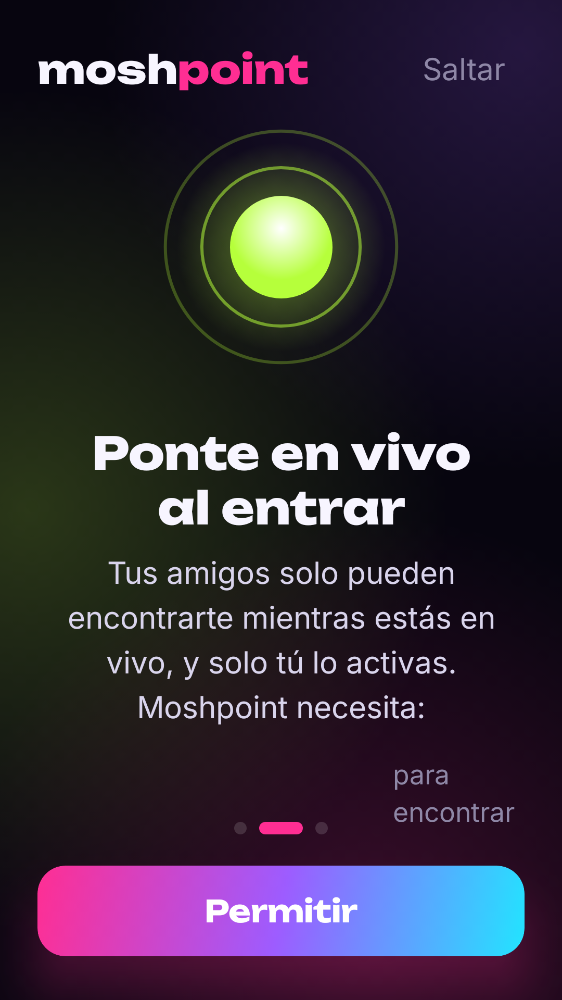 moshpoint
Saltar
Ponte en vivo
al entrar
Tus amigos solo pueden
encontrarte mientras estás en
vivo, y solo tú lo activas.
Moshpoint necesita:
para
encontrar
Permitir